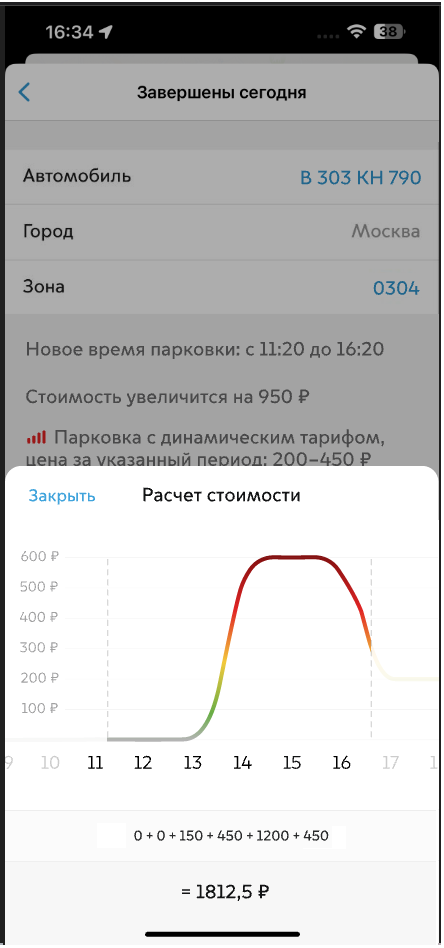 16:34
38
Завершены сегодня
Автомобиль В 303 КН 790
Город Москва
Зона 0304
Новое время парковки: с 11:20 до 16:20
Стоимость увеличится на 950 ₽
Парковка с динамическим тарифом,
цена за указанный период: 200–450 ₽
Закрыть Расчет стоимости
600 ₽
500 ₽
400 ₽
300 ₽
200 ₽
100 ₽
9 10 11 12 13 14 15 16 17
0 + 0 + 150 + 450 + 1200 + 450
= 1812,5 ₽